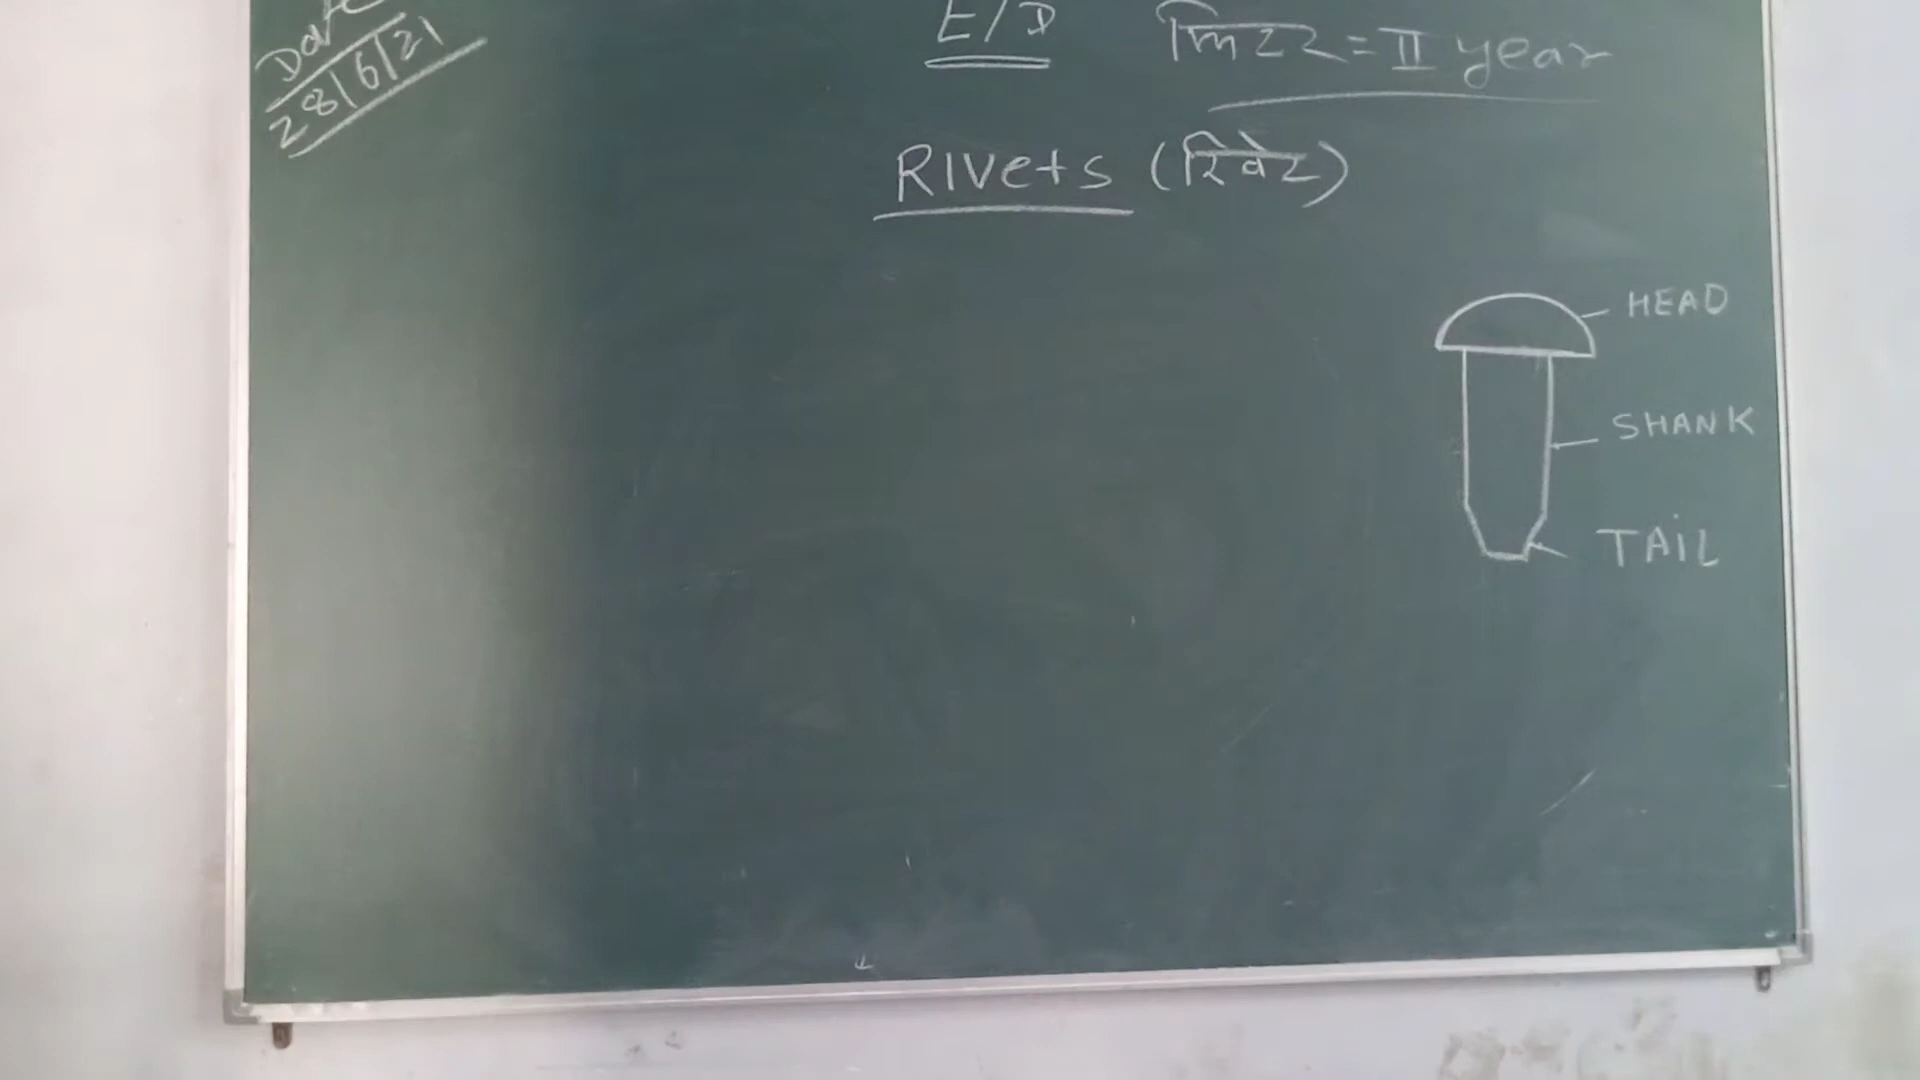 Date
28/6/21
E/D फिटर = II year
Rivets (रिवेट)
HEAD
SHANK
TAiL